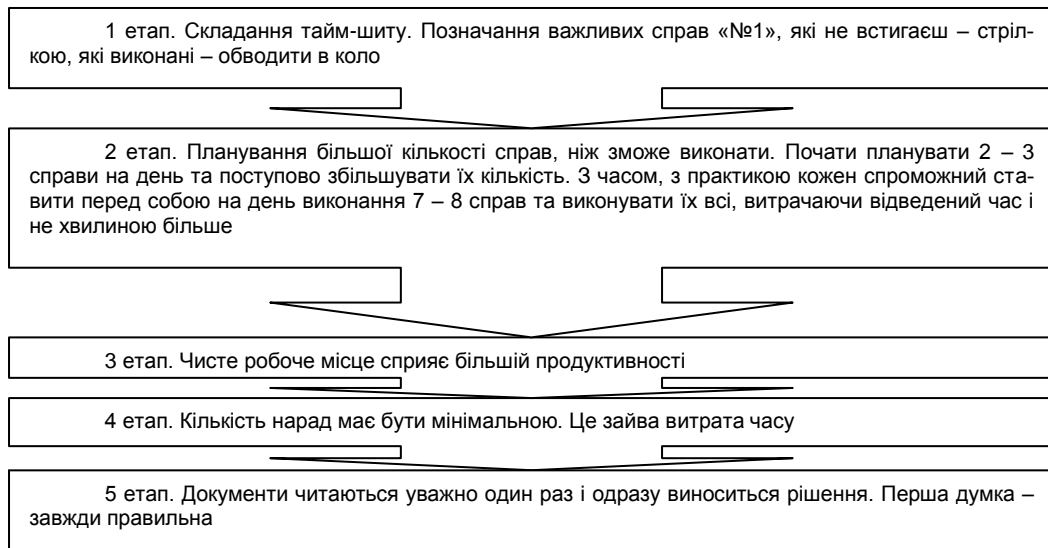 1 етап. Складання тайм-шиту. Позначання важливих справ «№1», які не встигаєш – стріл-
кою, які виконані – обводити в коло
2 етап. Планування більшої кількості справ, ніж зможе виконати. Почати планувати 2 – 3
справи на день та поступово збільшувати їх кількість. З часом, з практикою кожен спроможний ста-
вити перед собою на день виконання 7 – 8 справ та виконувати їх всі, витрачаючи відведений час і
не хвилиною більше
3 етап. Чисте робоче місце сприяє більшій продуктивності
4 етап. Кількість нарад має бути мінімальною. Це зайва витрата часу
5 етап. Документи читаються уважно один раз і одразу виноситься рішення. Перша думка –
завжди правильна